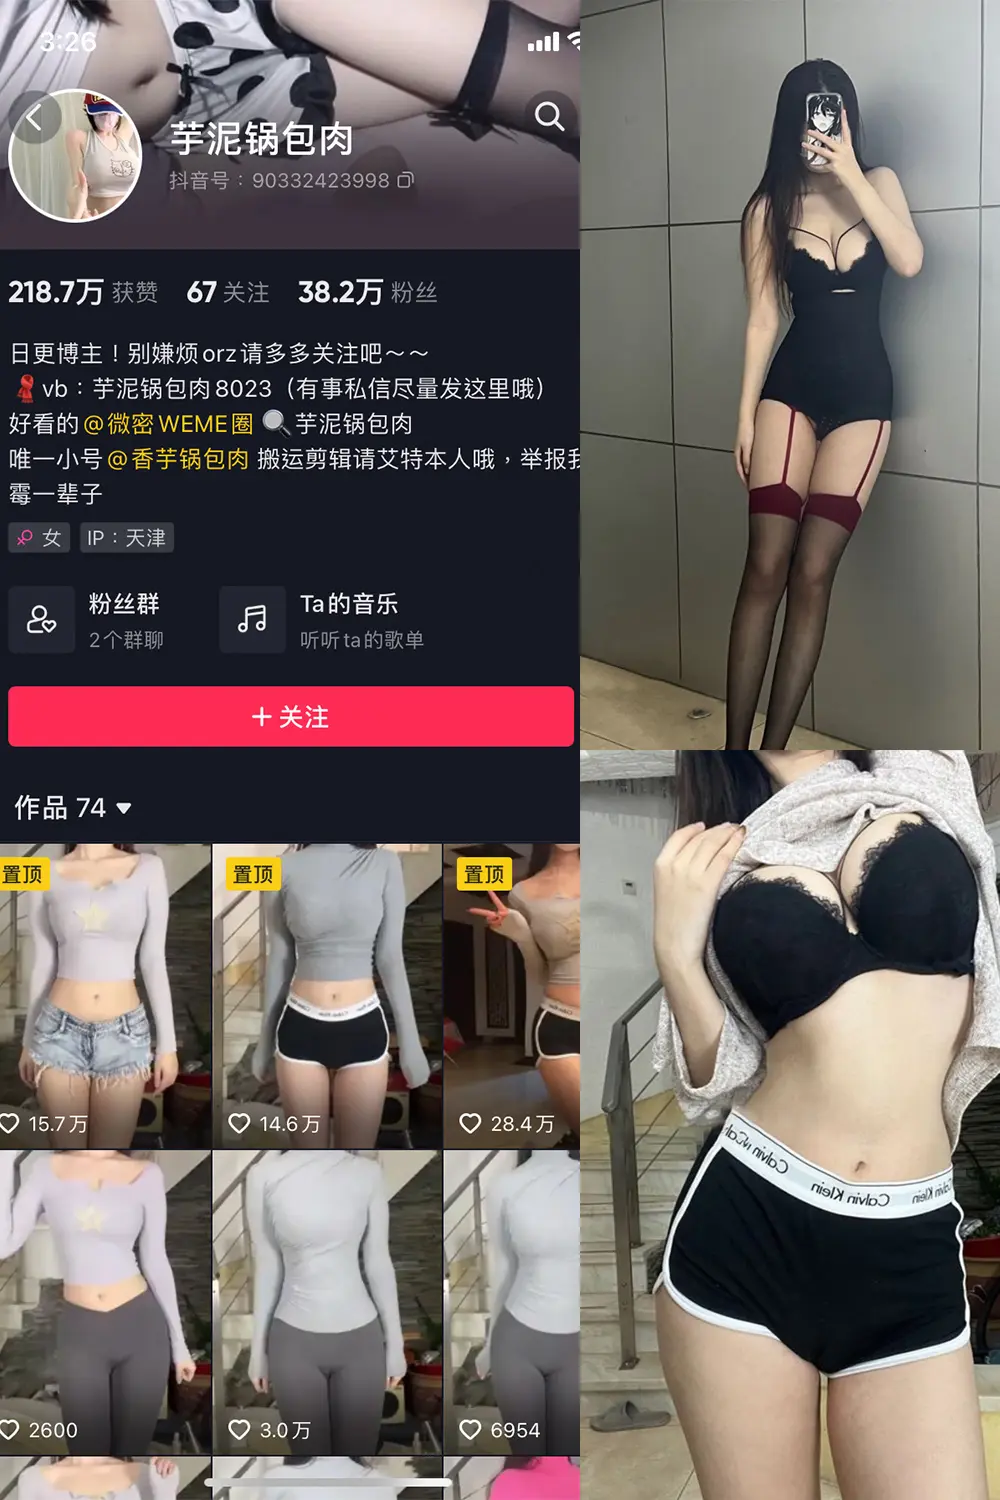 3:26
芋泥锅包肉
抖音号：90332423998
218.7万 获赞 67 关注 38.2万 粉丝
日更博主！别嫌烦orz请多多关注吧～～
vb：芋泥锅包肉8023（有事私信尽量发这里哦）
好看的@微密WEME圈 芋泥锅包肉
唯一小号@香芋锅包肉 搬运剪辑请艾特本人哦，举报我
霉一辈子
女 IP：天津
粉丝群
2个群聊
Ta的音乐
听听ta的歌单
+ 关注
作品 74
置顶 置顶 置顶
15.7万 14.6万 28.4万
2600 3.0万 6954
Calvin Klein Calvin Klein